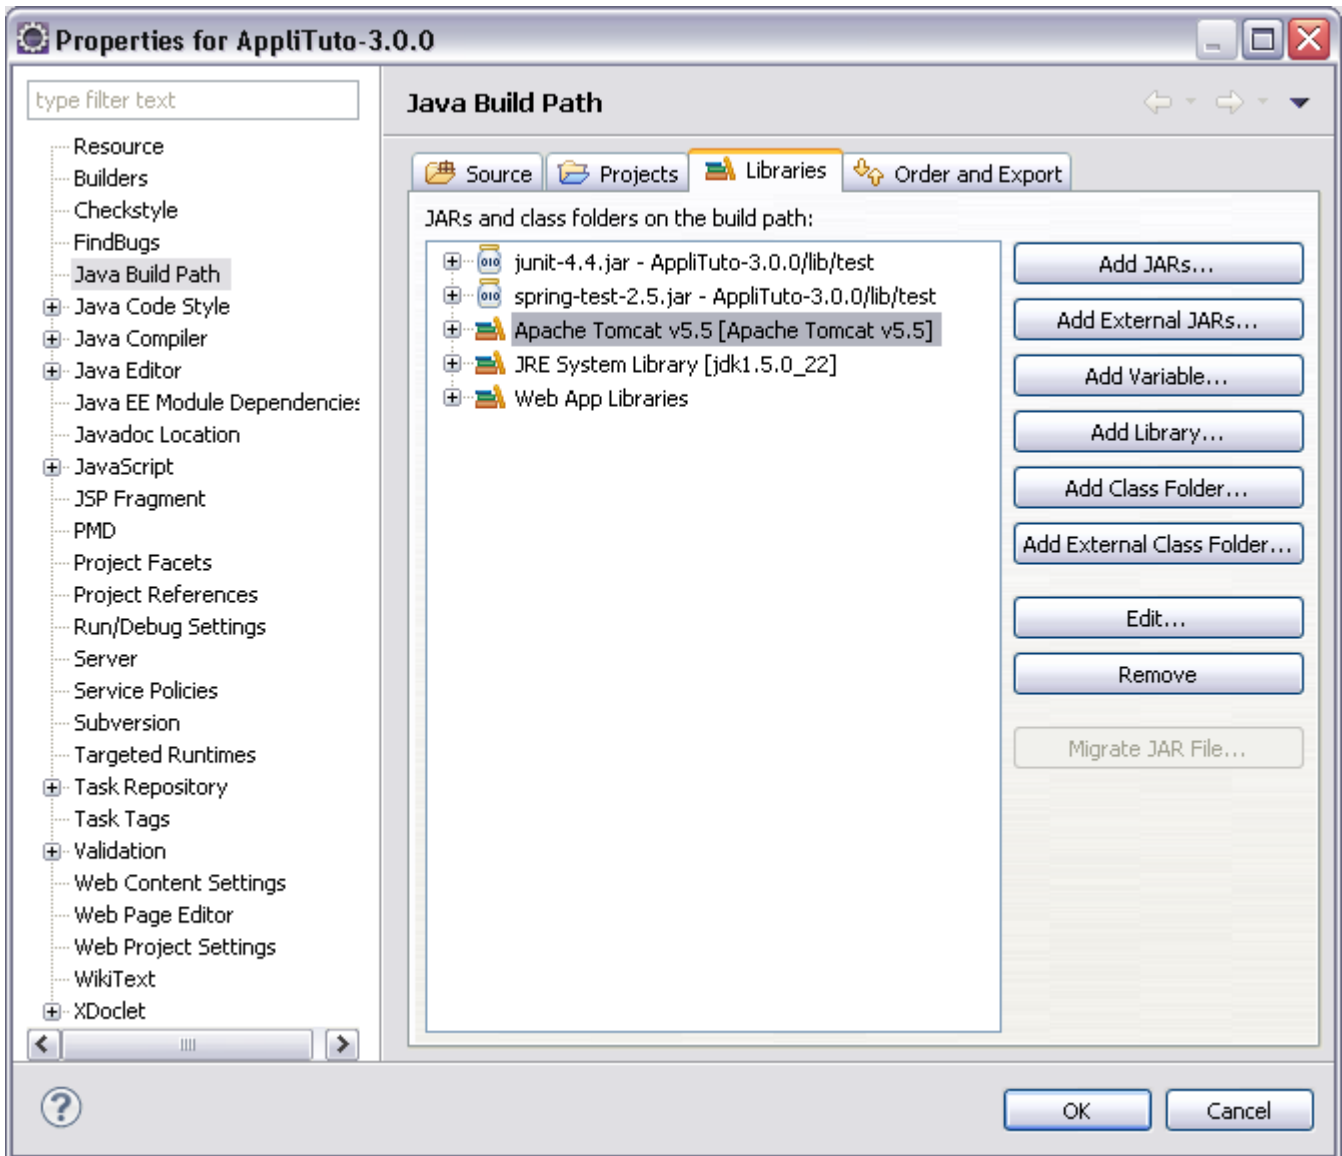 Properties for AppliTuto-3.0.0
type filter text
Resource
Builders
Checkstyle
FindBugs
Java Build Path
Java Code Style
Java Compiler
Java Editor
Java EE Module Dependencies
Javadoc Location
JavaScript
JSP Fragment
PMD
Project Facets
Project References
Run/Debug Settings
Server
Service Policies
Subversion
Targeted Runtimes
Task Repository
Task Tags
Validation
Web Content Settings
Web Page Editor
Web Project Settings
WikiText
XDoclet
Java Build Path
Source Projects Libraries Order and Export
JARs and class folders on the build path:
junit-4.4.jar - AppliTuto-3.0.0/lib/test
spring-test-2.5.jar - AppliTuto-3.0.0/lib/test
Apache Tomcat v5.5 [Apache Tomcat v5.5]
JRE System Library [jdk1.5.0_22]
Web App Libraries
Add JARs...
Add External JARs...
Add Variable...
Add Library...
Add Class Folder...
Add External Class Folder...
Edit...
Remove
Migrate JAR File...
OK Cancel